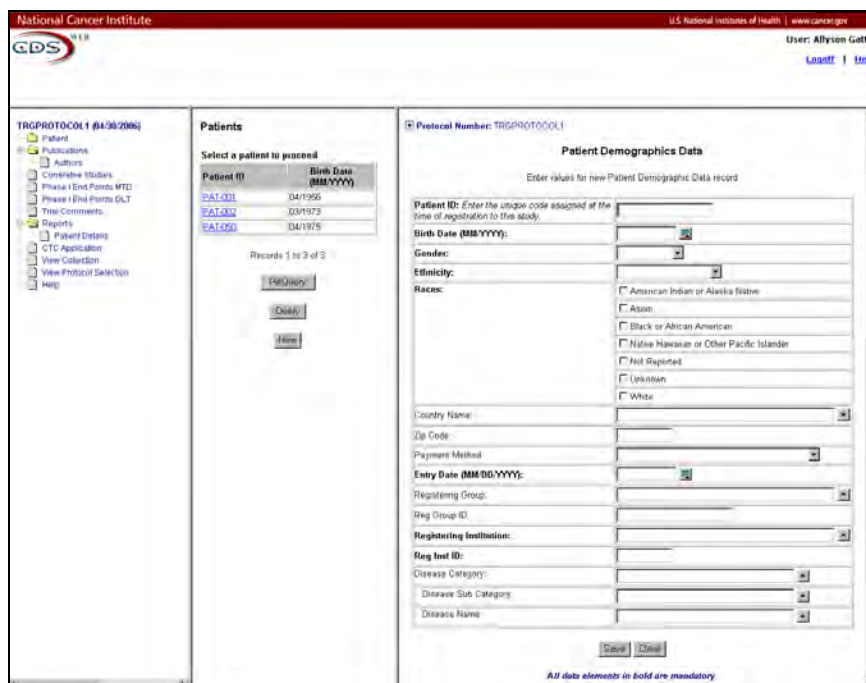 National Cancer Institute
U.S. National Institutes of Health | www.cancer.gov
CDS WEB
User: Allyson Gatt
Logoff | He
TRGPROTOCOL1 (04/30/2006)
Patient
Publications
Authors
Correlative Studies
Phase I End Points MTD
Phase I End Points DLT
Trial Comments
Reports
Patient Details
CTC Application
View Collection
View Protocol Selection
Help
Patients
Select a patient to proceed
Patient ID Birth Date (MM/YYYY)
PAT-001 04/1956
PAT-002 03/1973
PAT-050 04/1975
Records 1 to 3 of 3
ReQuery
Query
New
Protocol Number: TRGPROTOCOL1
Patient Demographics Data
Enter values for new Patient Demographic Data record
Patient ID: Enter the unique code assigned at the
time of registration to this study.
Birth Date (MM/YYYY):
Gender:
Ethnicity:
Races:
American Indian or Alaska Native
Asian
Black or African American
Native Hawaiian or Other Pacific Islander
Not Reported
Unknown
White
Country Name:
Zip Code:
Payment Method
Entry Date (MM/DD/YYYY):
Registering Group:
Reg Group ID
Registering Institution:
Reg Inst ID:
Disease Category:
Disease Sub Category
Disease Name
Save Clear
All data elements in bold are mandatory